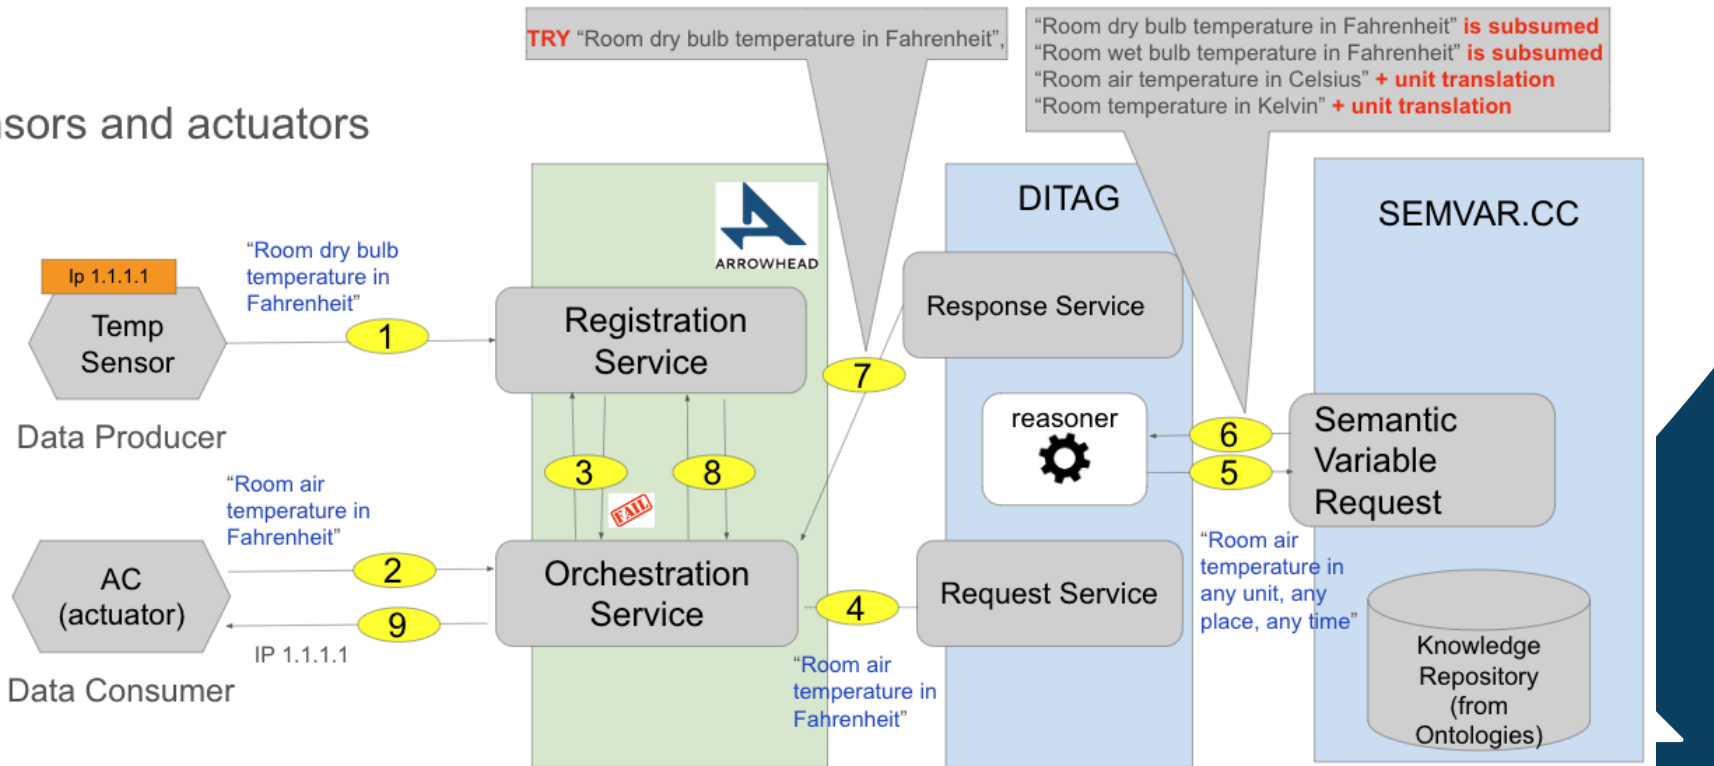 TRY “Room dry bulb temperature in Fahrenheit”,
“Room dry bulb temperature in Fahrenheit” is subsumed
“Room wet bulb temperature in Fahrenheit” is subsumed
“Room air temperature in Celsius” + unit translation
“Room temperature in Kelvin” + unit translation
sors and actuators
ARROWHEAD
DITAG
SEMVAR.CC
Ip 1.1.1.1
Temp
Sensor
Data Producer
“Room dry bulb
temperature in
Fahrenheit”
1
Registration
Service
7
Response Service
reasoner
6
5
Semantic
Variable
Request
3
FAIL
8
“Room air
temperature in
Fahrenheit”
AC
(actuator)
2
9
IP 1.1.1.1
Data Consumer
Orchestration
Service
4
“Room air
temperature in
Fahrenheit”
Request Service
“Room air
temperature in
any unit, any
place, any time”
Knowledge
Repository
(from
Ontologies)